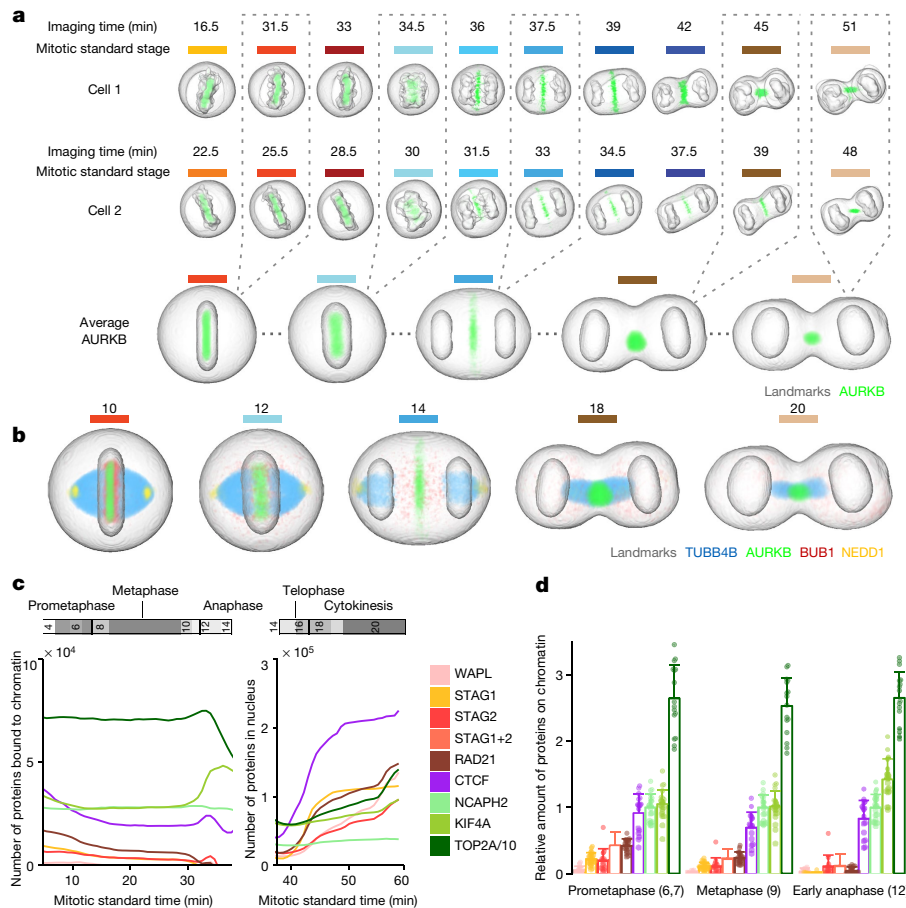 a
Imaging time (min) 16.5 31.5 33 34.5 36 37.5 39 42 45 51
Mitotic standard stage
Cell 1
Imaging time (min) 22.5 25.5 28.5 30 31.5 33 34.5 37.5 39 48
Mitotic standard stage
Cell 2
Average
AURKB
Landmarks AURKB
b
10 12 14 18 20
Landmarks TUBB4B AURKB BUB1 NEDD1
c
Metaphase
Prometaphase
Anaphase
4 6 8 10 12 14
Number of proteins bound to chromatin
× 10⁴
10
5
0
10 20 30
Mitotic standard time (min)
Telophase
Cytokinesis
14 16 18 20
Number of proteins in nucleus
× 10⁵
3
2
1
0
40 50 60
Mitotic standard time (min)
WAPL
STAG1
STAG2
STAG1+2
RAD21
CTCF
NCAPH2
KIF4A
TOP2A/10
d
Relative amount of proteins on chromatin
3
2
1
0
Prometaphase (6,7) Metaphase (9) Early anaphase (12